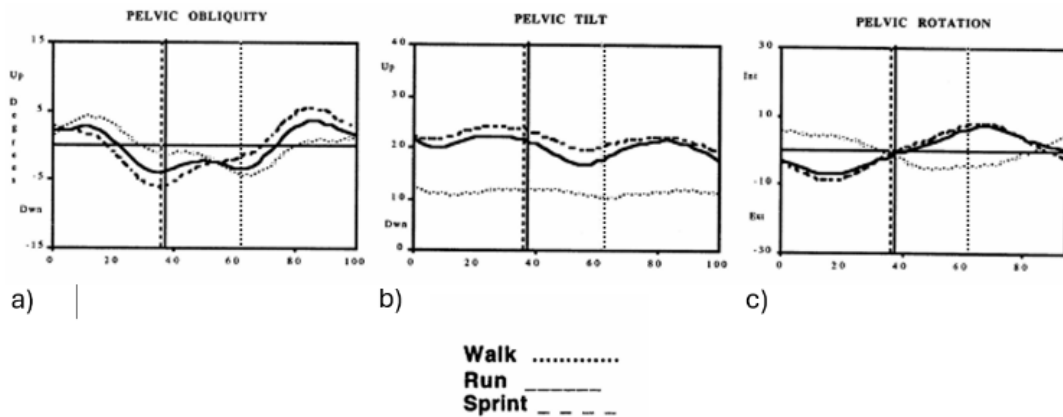 PELVIC OBLIQUITY
15
Up
5
Degrees
-5
Dwn
-15
0 20 40 60 80 100
a)
PELVIC TILT
40
Up
30
20
10
Dwn
0
0 20 40 60 80 100
b)
PELVIC ROTATION
30
Int
10
-10
Ext
-30
0 20 40 60 80
c)
Walk
Run
Sprint